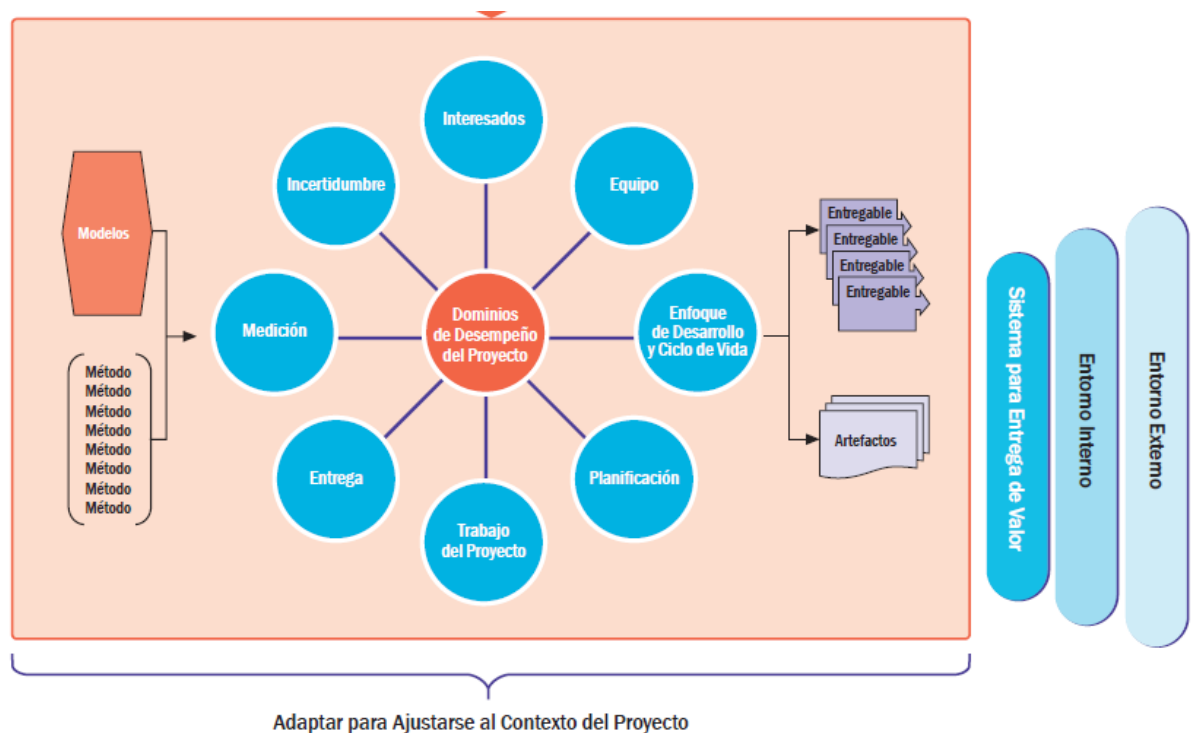 Interesados
Incertidumbre
Equipo
Modelos
Entregable
Entregable
Entregable
Entregable
Medición
Dominios
de Desempeño
del Proyecto
Enfoque
de Desarrollo
y Ciclo de Vida
Método
Método
Método
Método
Método
Método
Método
Método
Artefactos
Entrega
Planificación
Trabajo
del Proyecto
Sistema para Entrega de Valor
Entorno Interno
Entorno Externo
Adaptar para Ajustarse al Contexto del Proyecto